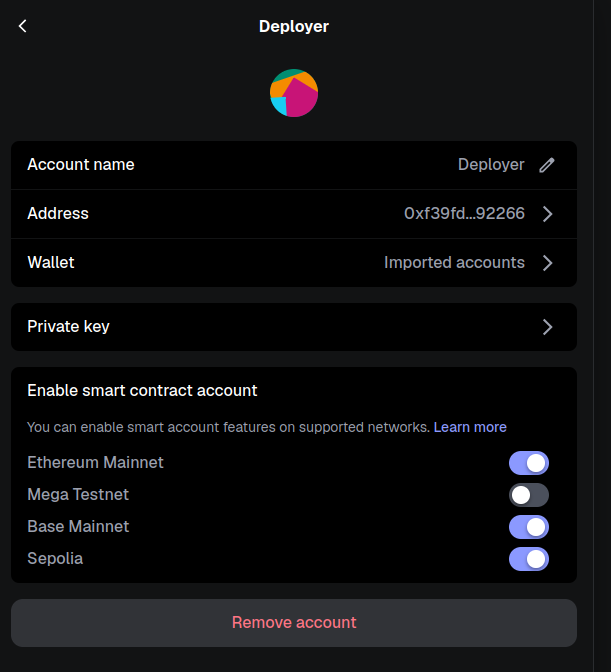 Deployer
Account name Deployer
Address 0xf39fd...92266
Wallet Imported accounts
Private key
Enable smart contract account
You can enable smart account features on supported networks. Learn more
Ethereum Mainnet
Mega Testnet
Base Mainnet
Sepolia
Remove account